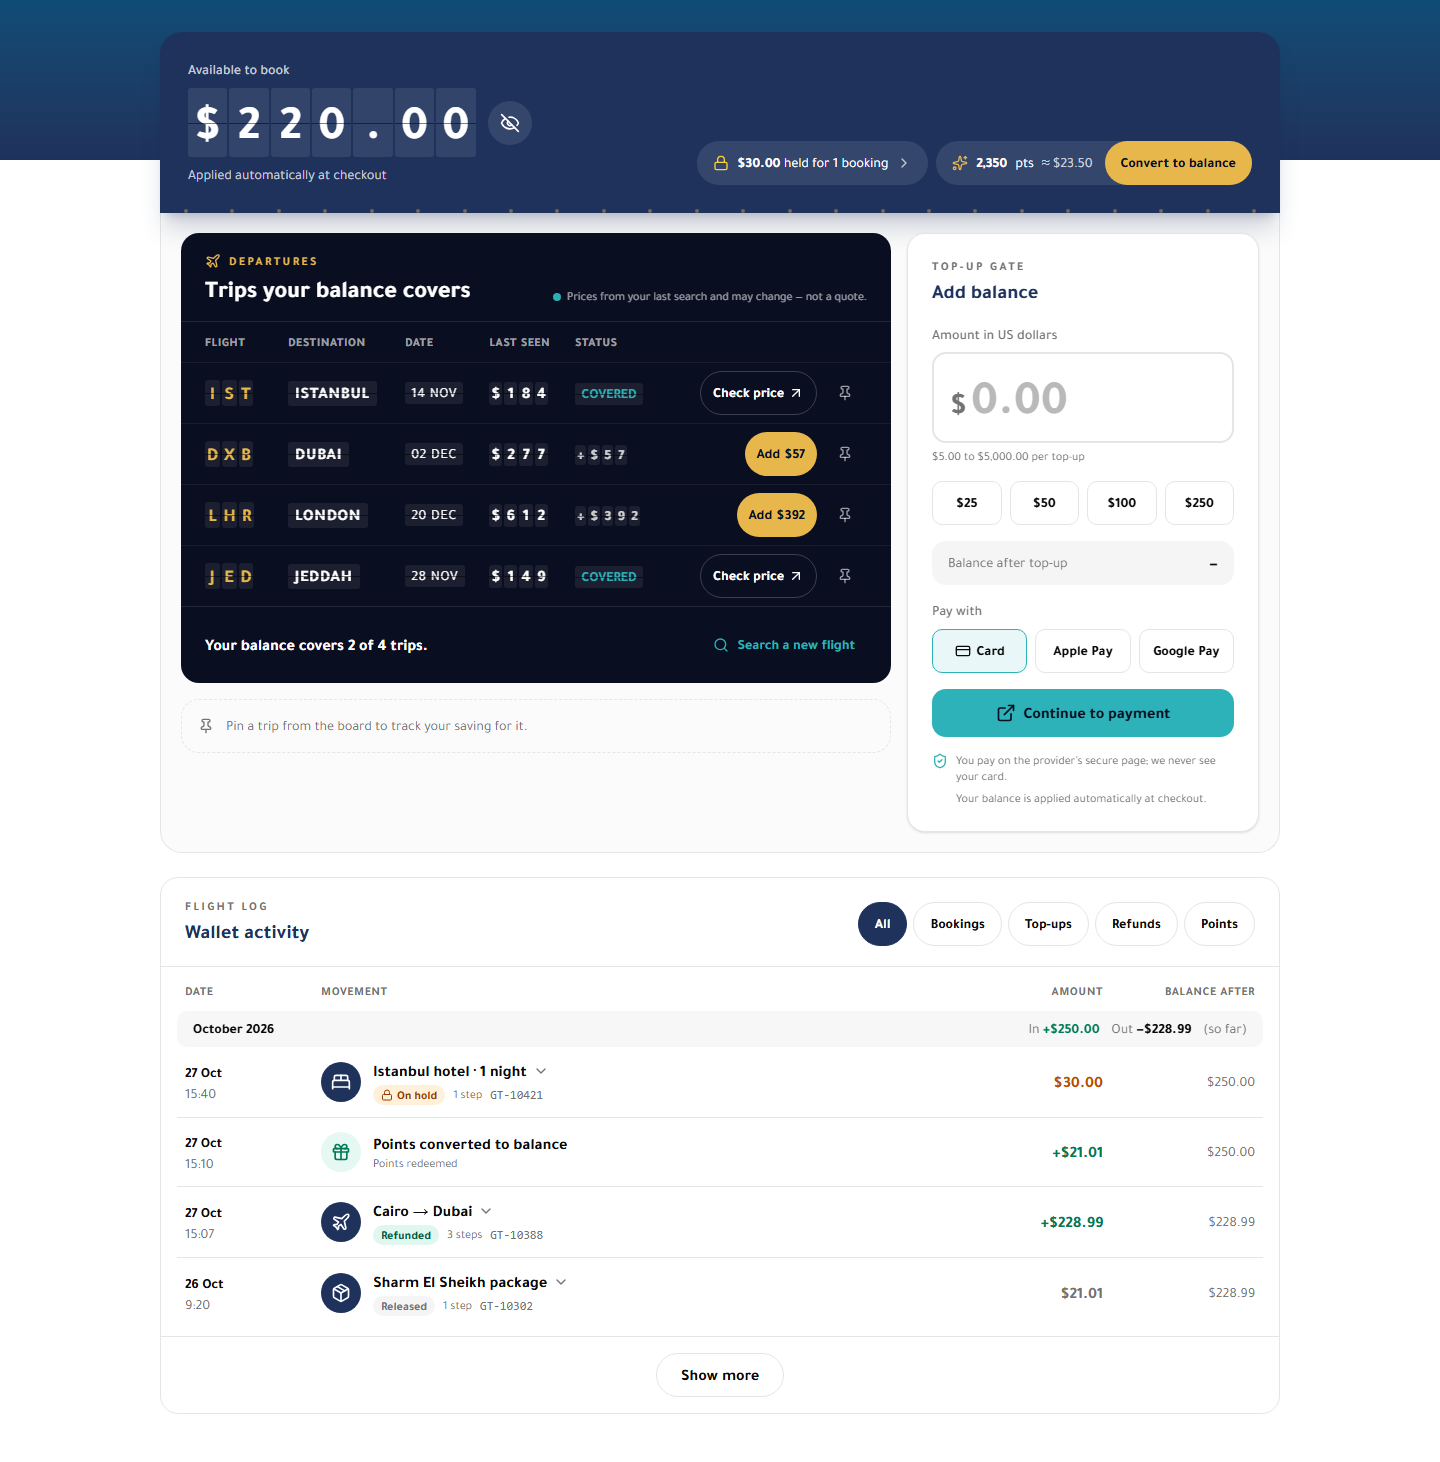 Available to book
$220.00
Applied automatically at checkout
$30.00 held for 1 booking
2,350 pts ≈ $23.50
Convert to balance
DEPARTURES
Trips your balance covers
Prices from your last search and may change – not a quote.
FLIGHT DESTINATION DATE LAST SEEN STATUS
IST ISTANBUL 14 NOV $184 COVERED Check price
DXB DUBAI 02 DEC $277 +$57 Add $57
LHR LONDON 20 DEC $612 +$392 Add $392
JED JEDDAH 28 NOV $149 COVERED Check price
Your balance covers 2 of 4 trips.
Search a new flight
Pin a trip from the board to track your saving for it.
TOP-UP GATE
Add balance
Amount in US dollars
$ 0.00
$5.00 to $5,000.00 per top-up
$25 $50 $100 $250
Balance after top-up –
Pay with
Card Apple Pay Google Pay
Continue to payment
You pay on the provider's secure page; we never see
your card.
Your balance is applied automatically at checkout.
FLIGHT LOG
Wallet activity
All Bookings Top-ups Refunds Points
DATE MOVEMENT AMOUNT BALANCE AFTER
October 2026 In +$250.00 Out –$228.99 (so far)
27 Oct Istanbul hotel · 1 night $30.00 $250.00
15:40 On hold 1 step GT-10421
27 Oct Points converted to balance +$21.01 $250.00
15:10 Points redeemed
27 Oct Cairo → Dubai +$228.99 $228.99
15:07 Refunded 3 steps GT-10388
26 Oct Sharm El Sheikh package $21.01 $228.99
9:20 Released 1 step GT-10302
Show more